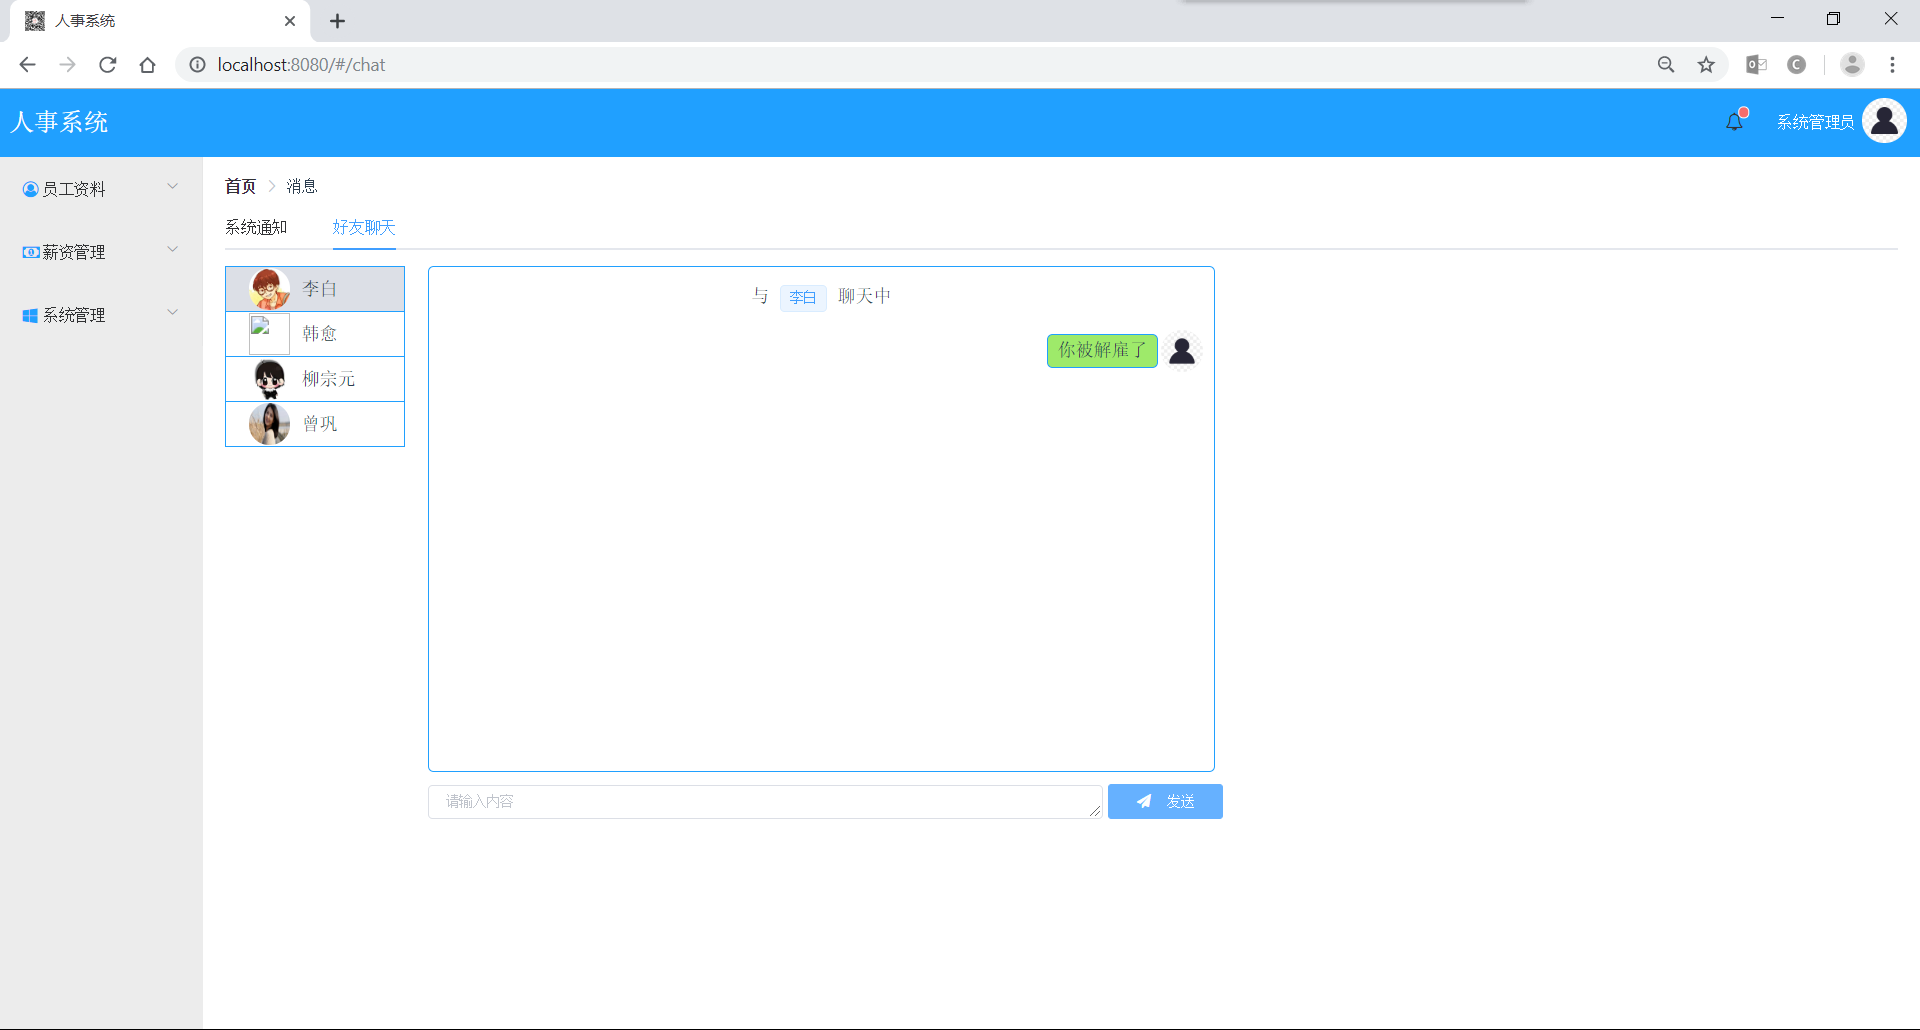 人事系统
localhost:8080/#/chat
人事系统
系统管理员
员工资料
薪资管理
系统管理
首页 消息
系统通知 好友聊天
李白
韩愈
柳宗元
曾巩
与 李白 聊天中
你被解雇了
请输入内容
发送